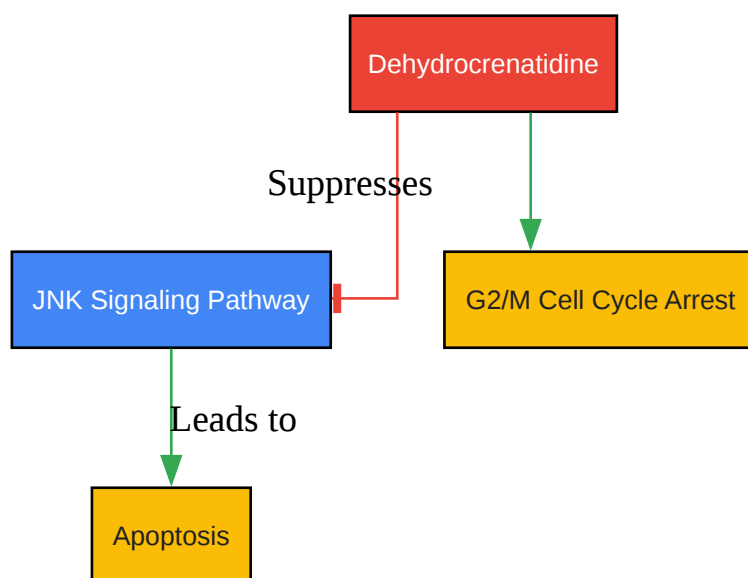 Dehydrocrenatidine
Suppresses
JNK Signaling Pathway
G2/M Cell Cycle Arrest
Leads to
Apoptosis